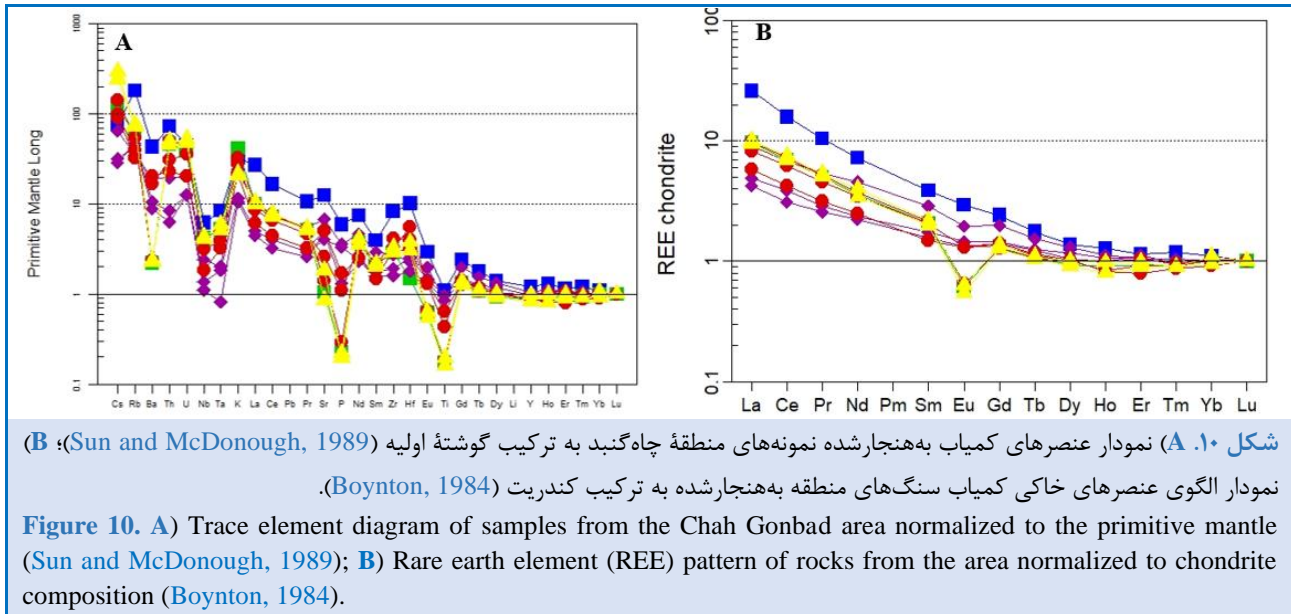 A
Primitive Mantle Long
1000
100
10
1
0.1
Cs Rb Ba Th U Nb Ta K La Ce Pb Pr Sr P Nd Sm Zr Hf Eu Ti Gd Tb Dy Li Y Ho Er Tm Yb Lu
B
REE chondrite
100
10
1
0.1
La Ce Pr Nd Pm Sm Eu Gd Tb Dy Ho Er Tm Yb Lu
شکل ۱۰. A) نمودار عنصرهای کمیاب به‌هنجارشده نمونه‌های منطقهٔ چاه‌گنبد به ترکیب گوشتهٔ اولیه (Sun and McDonough, 1989)؛ B)
نمودار الگوی عنصرهای خاکی کمیاب سنگ‌های منطقه به‌هنجارشده به ترکیب کندریت (Boynton, 1984).
Figure 10. A) Trace element diagram of samples from the Chah Gonbad area normalized to the primitive mantle
(Sun and McDonough, 1989); B) Rare earth element (REE) pattern of rocks from the area normalized to chondrite
composition (Boynton, 1984).